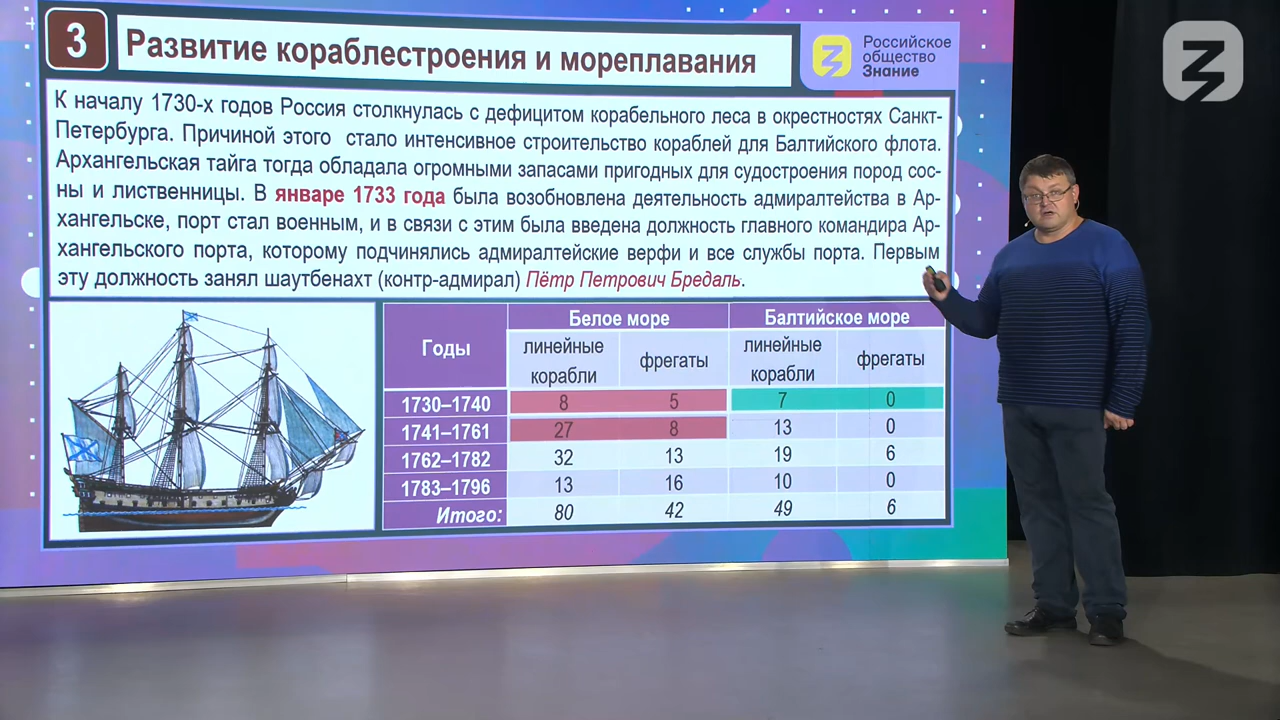 3
Развитие кораблестроения и мореплавания
Российское
общество
Знание
К началу 1730-х годов Россия столкнулась с дефицитом корабельного леса в окрестностях Санкт-
Петербурга. Причиной этого стало интенсивное строительство кораблей для Балтийского флота.
Архангельская тайга тогда обладала огромными запасами пригодных для судостроения пород сос-
ны и лиственницы. В январе 1733 года была возобновлена деятельность адмиралтейства в Ар-
хангельске, порт стал военным, и в связи с этим была введена должность главного командира Ар-
хангельского порта, которому подчинялись адмиралтейские верфи и все службы порта. Первым
эту должность занял шаутбенахт (контр-адмирал) Пётр Петрович Бредаль.
Годы Белое море Балтийское море
линейные корабли фрегаты линейные корабли фрегаты
1730–1740 8 5 7 0
1741–1761 27 8 13 0
1762–1782 32 13 19 6
1783–1796 13 16 10 0
Итого: 80 42 49 6